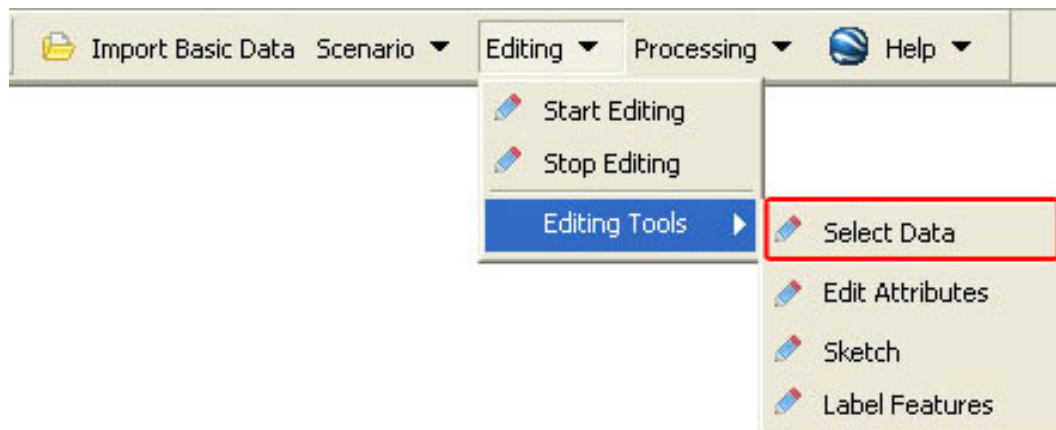 Import Basic Data Scenario Editing Processing Help
Start Editing
Stop Editing
Editing Tools
Select Data
Edit Attributes
Sketch
Label Features